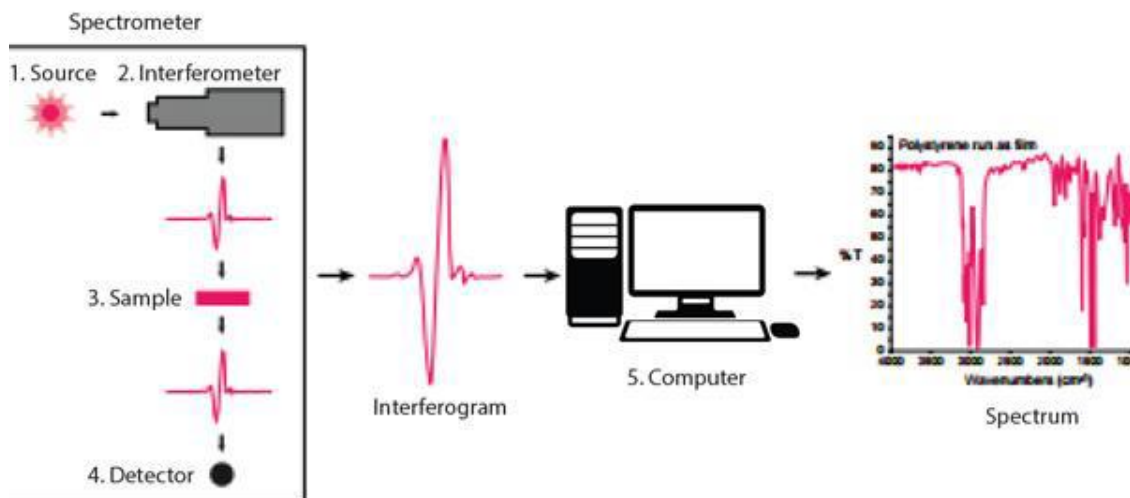 Spectrometer
1. Source
2. Interferometer
3. Sample
4. Detector
Interferogram
5. Computer
Polystyrene run as film
%T
Wavenumbers (cm
Spectrum